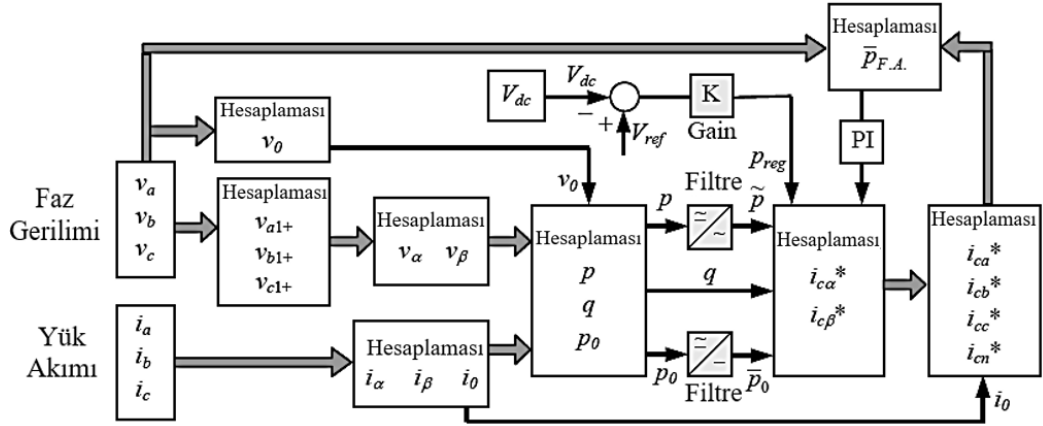 Hesaplaması
p̅F.A.
Vdc
Vdc
−
+
Vref
K
Gain
PI
preg
Hesaplaması
v0
v0
Faz
Gerilimi
va
vb
vc
Hesaplaması
va1+
vb1+
vc1+
Hesaplaması
vα vβ
Hesaplaması
p
q
p0
p
Filtre
≃
~
p̃
q
p0
≃
–
Filtre
p̅0
Hesaplaması
icα*
icβ*
Hesaplaması
ica*
icb*
icc*
icn*
Yük
Akımı
ia
ib
ic
Hesaplaması
iα iβ i0
i0